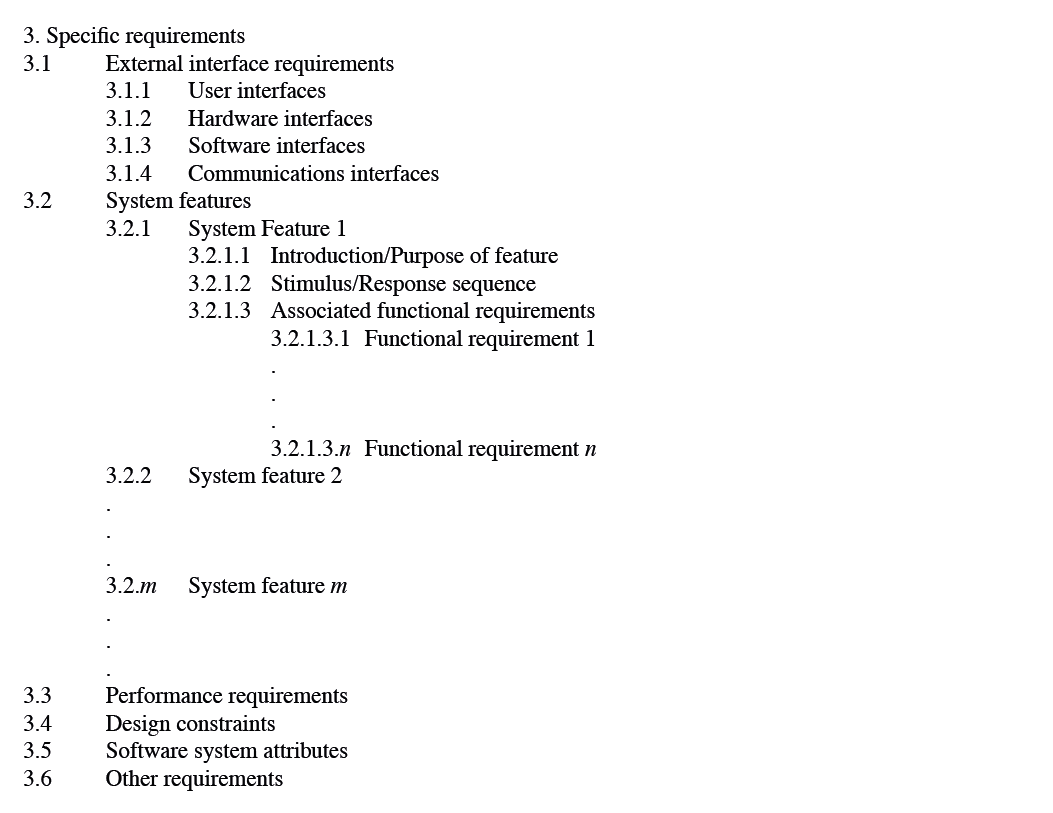 3. Specific requirements
3.1 External interface requirements
3.1.1 User interfaces
3.1.2 Hardware interfaces
3.1.3 Software interfaces
3.1.4 Communications interfaces
3.2 System features
3.2.1 System Feature 1
3.2.1.1 Introduction/Purpose of feature
3.2.1.2 Stimulus/Response sequence
3.2.1.3 Associated functional requirements
3.2.1.3.1 Functional requirement 1
.
.
.
3.2.1.3.n Functional requirement n
3.2.2 System feature 2
.
.
.
3.2.m System feature m
.
.
.
3.3 Performance requirements
3.4 Design constraints
3.5 Software system attributes
3.6 Other requirements